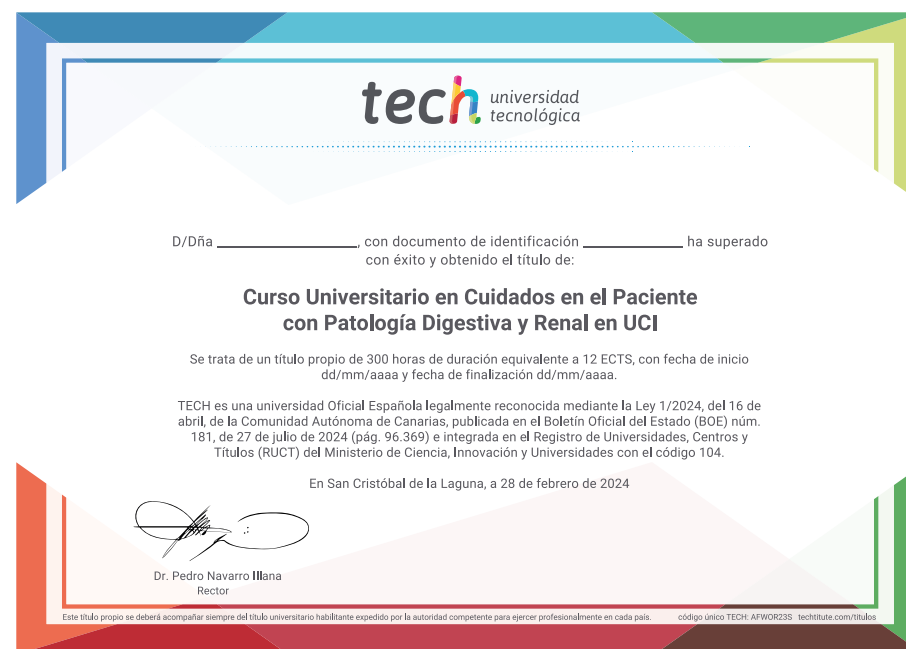 tech universidad
tecnológica
D/Dña ____________, con documento de identificación ____________ ha superado
con éxito y obtenido el título de:
Curso Universitario en Cuidados en el Paciente
con Patología Digestiva y Renal en UCI
Se trata de un título propio de 300 horas de duración equivalente a 12 ECTS, con fecha de inicio
dd/mm/aaaa y fecha de finalización dd/mm/aaaa.
TECH es una universidad Oficial Española legalmente reconocida mediante la Ley 1/2024, del 16 de
abril, de la Comunidad Autónoma de Canarias, publicada en el Boletín Oficial del Estado (BOE) núm.
181, de 27 de julio de 2024 (pág. 96.369) e integrada en el Registro de Universidades, Centros y
Títulos (RUCT) del Ministerio de Ciencia, Innovación y Universidades con el código 104.
En San Cristóbal de la Laguna, a 28 de febrero de 2024
Dr. Pedro Navarro Illana
Rector
Este título propio se deberá acompañar siempre del título universitario habilitante expedido por la autoridad competente para ejercer profesionalmente en cada país. código único TECH: AFWOR23S techtitute.com/titulos